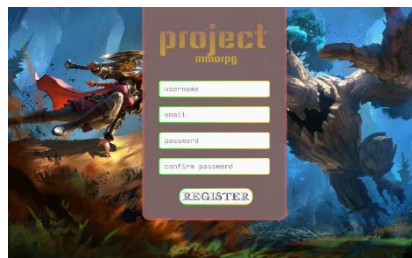 project
mmorpg
username
email
password
confirm password
REGISTER